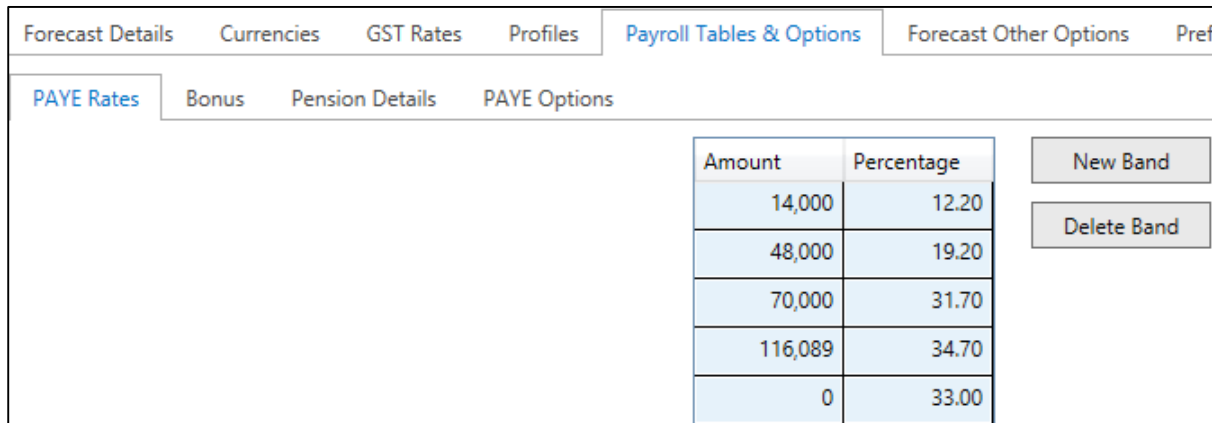 Forecast Details Currencies GST Rates Profiles Payroll Tables & Options Forecast Other Options Pref
PAYE Rates Bonus Pension Details PAYE Options
Amount Percentage New Band
14,000 12.20
Delete Band
48,000 19.20
70,000 31.70
116,089 34.70
0 33.00